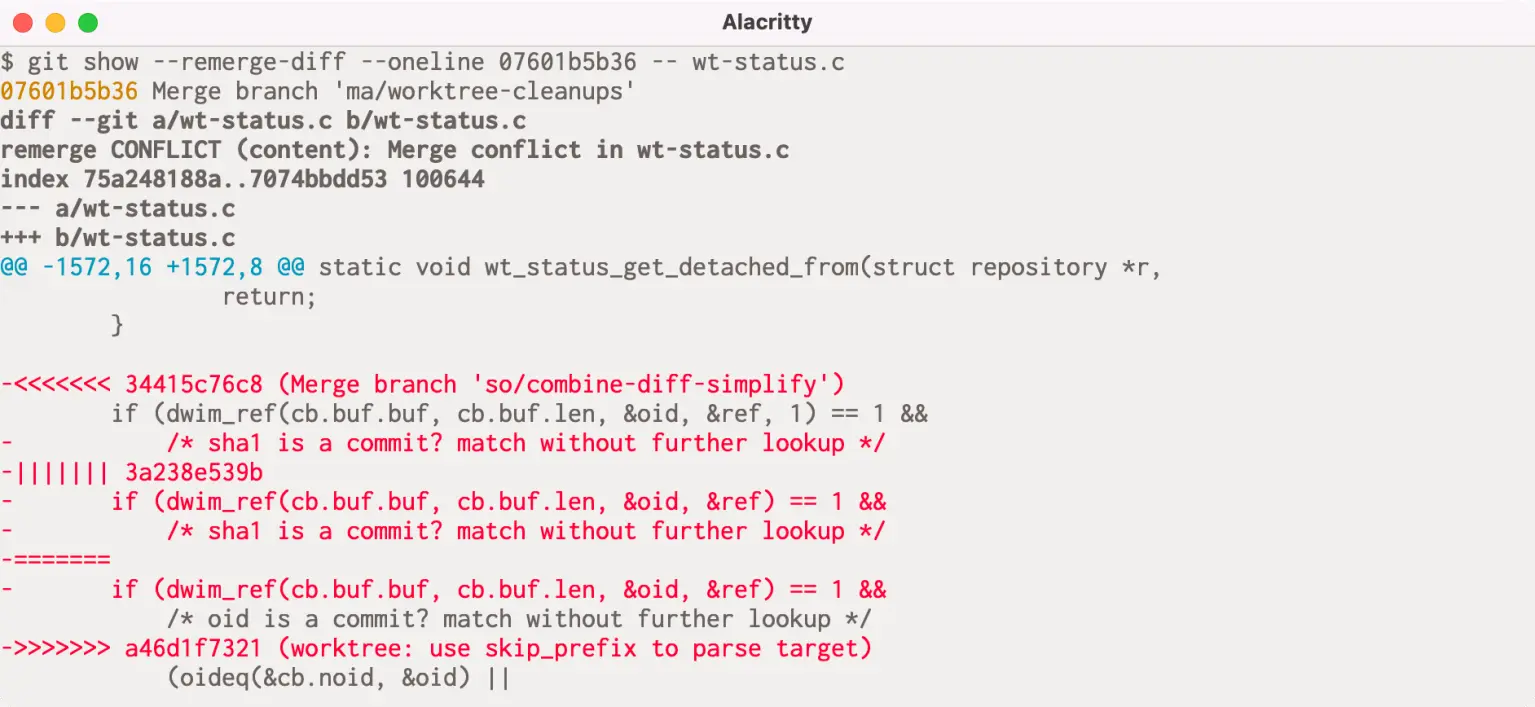 Alacritty
$ git show --remerge-diff --oneline 07601b5b36 -- wt-status.c
07601b5b36 Merge branch 'ma/worktree-cleanups'
diff --git a/wt-status.c b/wt-status.c
remerge CONFLICT (content): Merge conflict in wt-status.c
index 75a248188a..7074bbdd53 100644
--- a/wt-status.c
+++ b/wt-status.c
@@ -1572,16 +1572,8 @@ static void wt_status_get_detached_from(struct repository *r,
                return;
        }

-<<<<<<< 34415c76c8 (Merge branch 'so/combine-diff-simplify')
        if (dwim_ref(cb.buf.buf, cb.buf.len, &oid, &ref, 1) == 1 &&
-           /* sha1 is a commit? match without further lookup */
-||||||| 3a238e539b
-       if (dwim_ref(cb.buf.buf, cb.buf.len, &oid, &ref) == 1 &&
-           /* sha1 is a commit? match without further lookup */
-=======
-       if (dwim_ref(cb.buf.buf, cb.buf.len, &oid, &ref) == 1 &&
            /* oid is a commit? match without further lookup */
->>>>>>> a46d1f7321 (worktree: use skip_prefix to parse target)
            (oideq(&cb.noid, &oid) ||